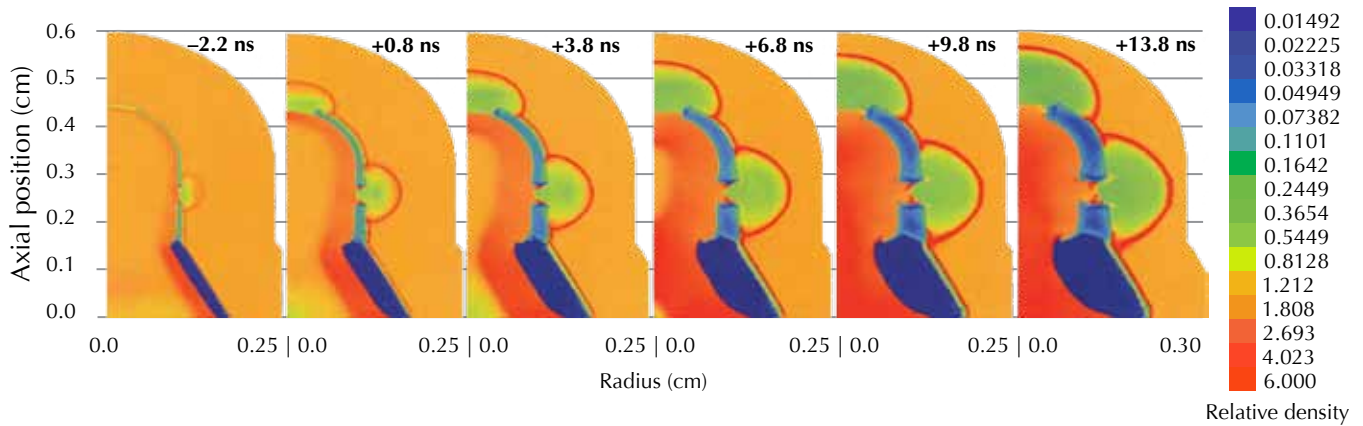 Axial position (cm)
0.6
0.5
0.4
0.3
0.2
0.1
0.0
–2.2 ns
+0.8 ns
+3.8 ns
+6.8 ns
+9.8 ns
+13.8 ns
0.0 0.25 | 0.0 0.25 | 0.0 0.25 | 0.0 0.25 | 0.0 0.25 | 0.0 0.30
Radius (cm)
0.01492
0.02225
0.03318
0.04949
0.07382
0.1101
0.1642
0.2449
0.3654
0.5449
0.8128
1.212
1.808
2.693
4.023
6.000
Relative density